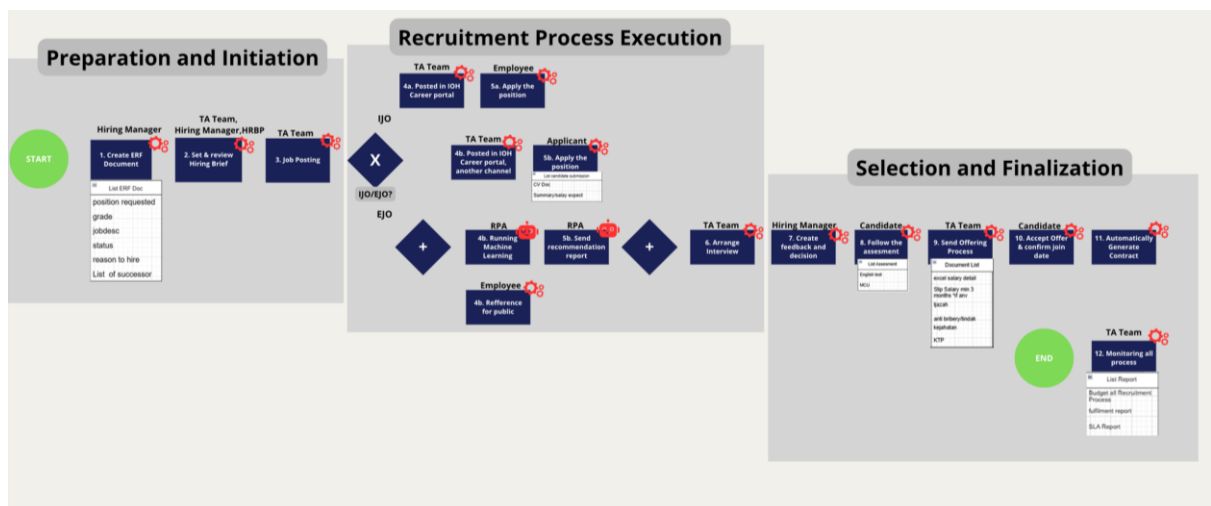 Preparation and Initiation
START
Hiring Manager
1. Create ERF
Document
List ERF Doc
position requested
grade
jobdesc
status
reason to hire
List of successor
TA Team,
Hiring Manager,HRBP
2. Set & review
Hiring Brief
TA Team
3. Job Posting
Recruitment Process Execution
TA Team
4a. Posted in IOH
Career portal
Employee
5a. Apply the
position
IJO
X
IJO/EJO?
EJO
TA Team
4b. Posted in IOH
Career portal,
another channel
Applicant
5b. Apply the
position
List candidate submission
CV Doc
Summary/salay expect
+
RPA
4b. Running
Machine
Learning
RPA
5b. Send
recommendation
report
Employee
4b. Refference
for public
+
TA Team
6. Arrange
Interview
Selection and Finalization
Hiring Manager
7. Create
feedback and
decision
Candidate
8. Follow the
assesment
List Assesment
English test
MCU
TA Team
9. Send Offering
Process
Document List
excel salary detail
Slip Salary min 3
months *if any
Ijazah
anti bribery/tindak
kejahatan
KTP
Candidate
10. Accept Offer
& confirm join
date
11. Automatically
Generate
Contract
END
TA Team
12. Monitoring all
process
List Report
Budget all Recruitment
Process
fulfilment report
SLA Report